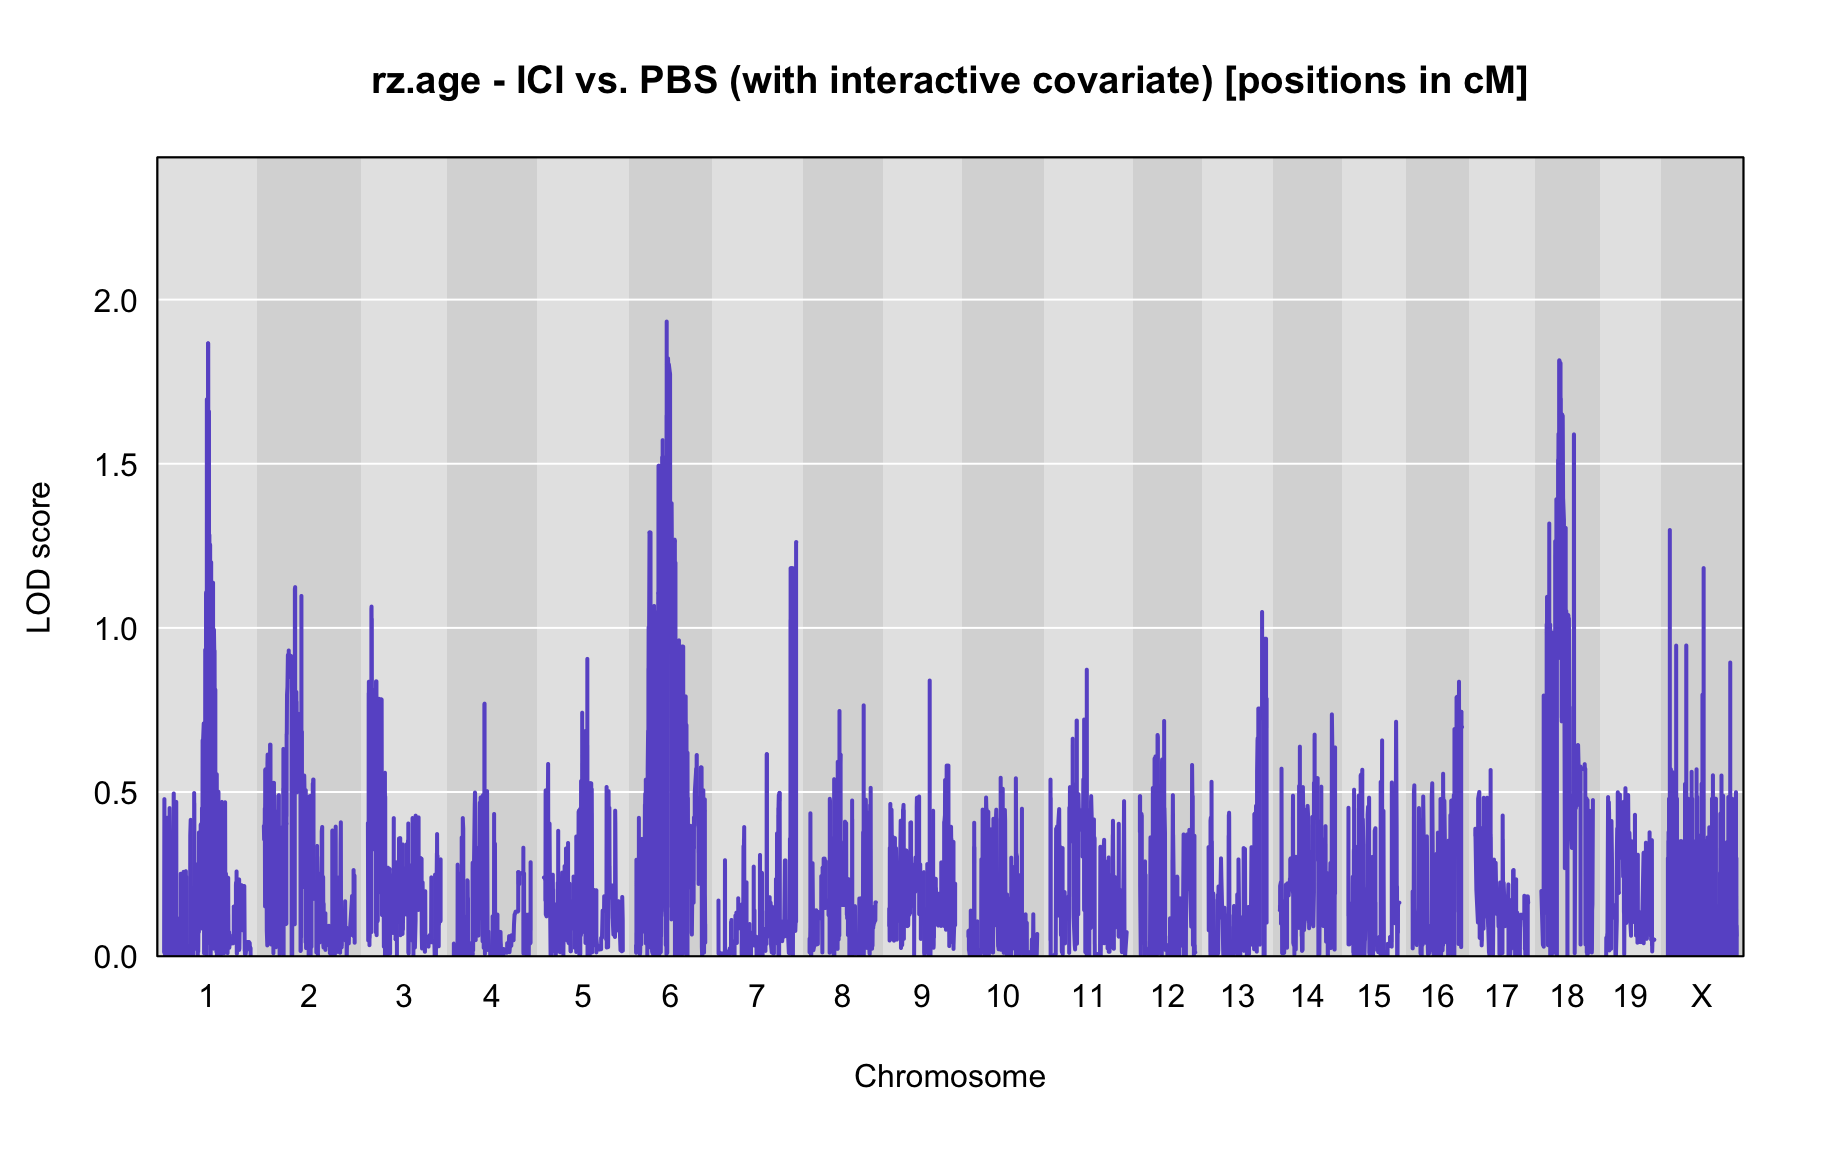 rz.age - ICI vs. PBS (with interactive covariate) [positions in cM]
LOD score
2.0
1.5
1.0
0.5
0.0
1 2 3 4 5 6 7 8 9 10 11 12 13 14 15 16 17 18 19 X
Chromosome